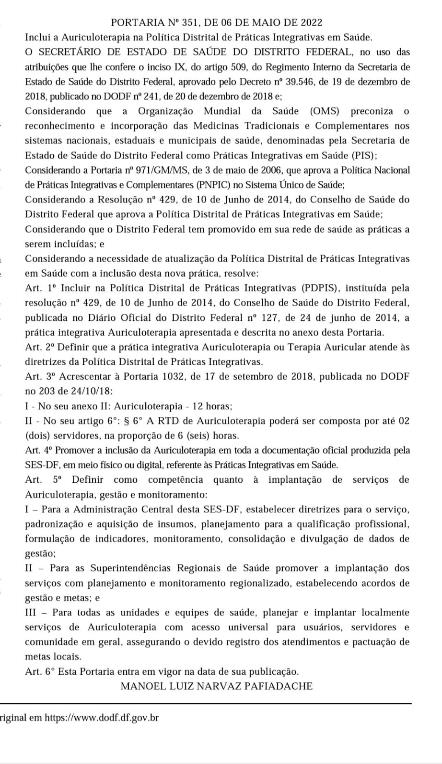 PORTARIA Nº 351, DE 06 DE MAIO DE 2022
Inclui a Auriculoterapia na Política Distrital de Práticas Integrativas em Saúde.
O SECRETÁRIO DE ESTADO DE SAÚDE DO DISTRITO FEDERAL, no uso das
atribuições que lhe confere o inciso IX, do artigo 509, do Regimento Interno da Secretaria de
Estado de Saúde do Distrito Federal, aprovado pelo Decreto nº 39.546, de 19 de dezembro de
2018, publicado no DODF nº 241, de 20 de dezembro de 2018 e;
Considerando que a Organização Mundial da Saúde (OMS) preconiza o
reconhecimento e incorporação das Medicinas Tradicionais e Complementares nos
sistemas nacionais, estaduais e municipais de saúde, denominadas pela Secretaria de
Estado de Saúde do Distrito Federal como Práticas Integrativas em Saúde (PIS);
Considerando a Portaria nº 971/GM/MS, de 3 de maio de 2006, que aprova a Política Nacional
de Práticas Integrativas e Complementares (PNPIC) no Sistema Único de Saúde;
Considerando a Resolução nº 429, de 10 de Junho de 2014, do Conselho de Saúde do
Distrito Federal que aprova a Política Distrital de Práticas Integrativas em Saúde;
Considerando que o Distrito Federal tem promovido em sua rede de saúde as práticas a
serem incluídas; e
Considerando a necessidade de atualização da Política Distrital de Práticas Integrativas
em Saúde com a inclusão desta nova prática, resolve:
Art. 1º Incluir na Política Distrital de Práticas Integrativas (PDPIS), instituída pela
resolução nº 429, de 10 de Junho de 2014, do Conselho de Saúde do Distrito Federal,
publicada no Diário Oficial do Distrito Federal nº 127, de 24 de junho de 2014, a
prática integrativa Auriculoterapia apresentada e descrita no anexo desta Portaria.
Art. 2º Definir que a prática integrativa Auriculoterapia ou Terapia Auricular atende às
diretrizes da Política Distrital de Práticas Integrativas.
Art. 3º Acrescentar à Portaria 1032, de 17 de setembro de 2018, publicada no DODF
no 203 de 24/10/18:
I - No seu anexo II: Auriculoterapia - 12 horas;
II - No seu artigo 6°: § 6° A RTD de Auriculoterapia poderá ser composta por até 02
(dois) servidores, na proporção de 6 (seis) horas.
Art. 4º Promover a inclusão da Auriculoterapia em toda a documentação oficial produzida pela
SES-DF, em meio físico ou digital, referente às Práticas Integrativas em Saúde.
Art. 5º Definir como competência quanto à implantação de serviços de
Auriculoterapia, gestão e monitoramento:
I – Para a Administração Central desta SES-DF, estabelecer diretrizes para o serviço,
padronização e aquisição de insumos, planejamento para a qualificação profissional,
formulação de indicadores, monitoramento, consolidação e divulgação de dados de
gestão;
II – Para as Superintendências Regionais de Saúde promover a implantação dos
serviços com planejamento e monitoramento regionalizado, estabelecendo acordos de
gestão e metas; e
III – Para todas as unidades e equipes de saúde, planejar e implantar localmente
serviços de Auriculoterapia com acesso universal para usuários, servidores e
comunidade em geral, assegurando o devido registro dos atendimentos e pactuação de
metas locais.
Art. 6° Esta Portaria entra em vigor na data de sua publicação.
MANOEL LUIZ NARVAZ PAFIADACHE
riginal em https://www.dodf.df.gov.br